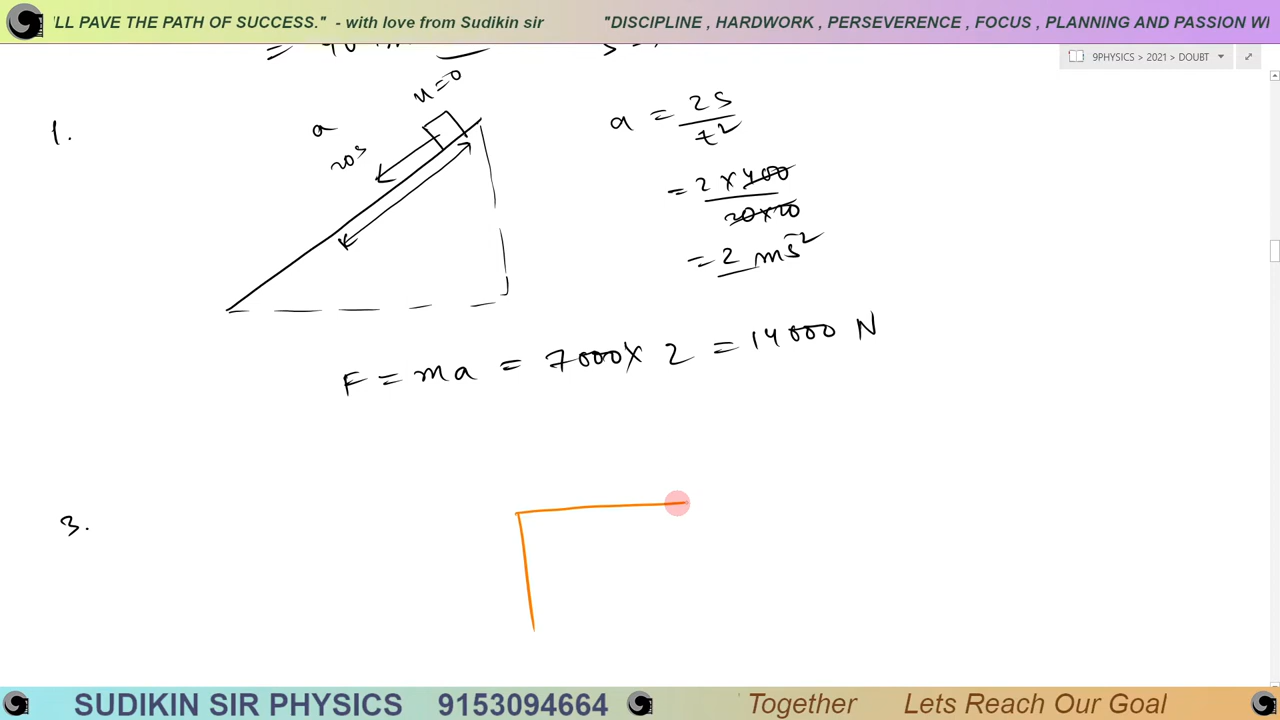 'LL PAVE THE PATH OF SUCCESS." - with love from Sudikin sir "DISCIPLINE , HARDWORK , PERSEVERENCE , FOCUS , PLANNING AND PASSION WI
9PHYSICS > 2021 > DOUBT
u=0
1.
a
20s
a = 2s/t²
= 2×400/20×20
= 2 ms⁻²
F = ma = 7000× 2 = 14000 N
3.
SUDIKIN SIR PHYSICS 9153094664 Together Lets Reach Our Goal